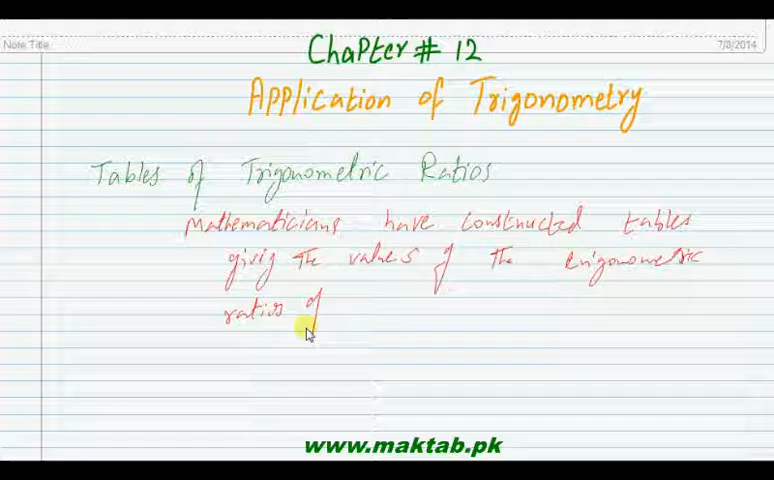 Note Title
7/8/2014
Chapter # 12
Application of Trigonometry
Tables of Trigonometric Ratios
Mathematicians have constructed tables
givig the values of the trigonometric
ratios of
www.maktab.pk